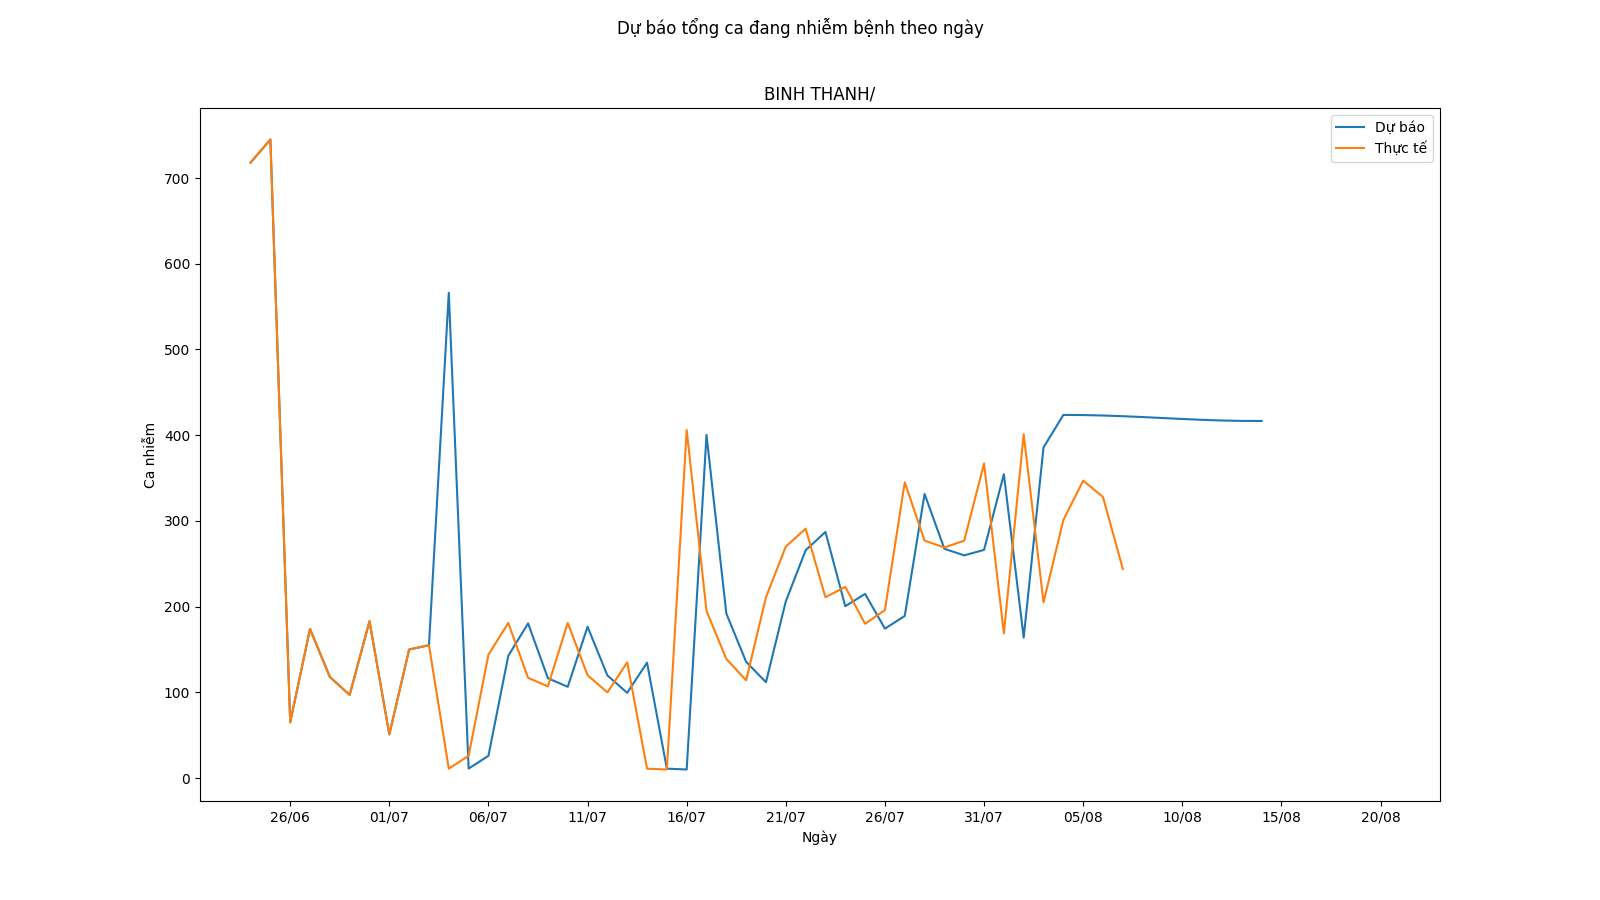 Dự báo tổng ca đang nhiễm bệnh theo ngày
BINH THANH/
Dự báo
Thực tế
Ca nhiễm
700
600
500
400
300
200
100
0
26/06 01/07 06/07 11/07 16/07 21/07 26/07 31/07 05/08 10/08 15/08 20/08
Ngày